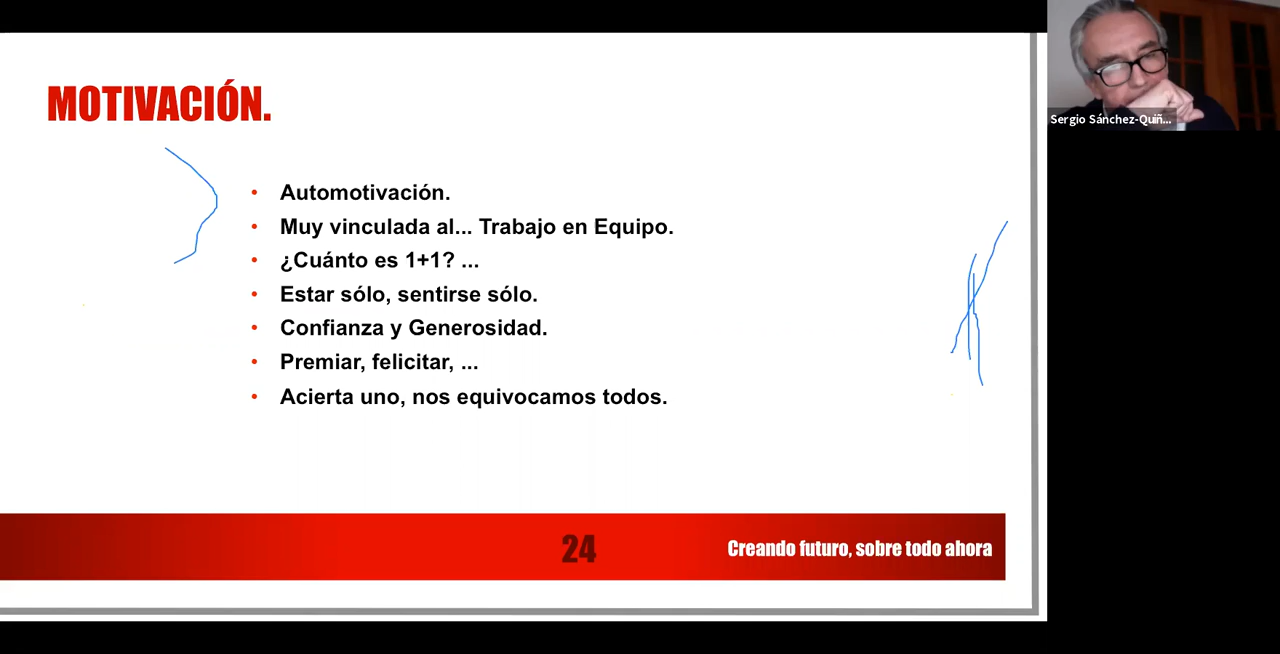 MOTIVACIÓN.
• Automotivación.
• Muy vinculada al... Trabajo en Equipo.
• ¿Cuánto es 1+1? ...
• Estar sólo, sentirse sólo.
• Confianza y Generosidad.
• Premiar, felicitar, ...
• Acierta uno, nos equivocamos todos.
24
Creando futuro, sobre todo ahora
Sergio Sánchez-Quiñ...